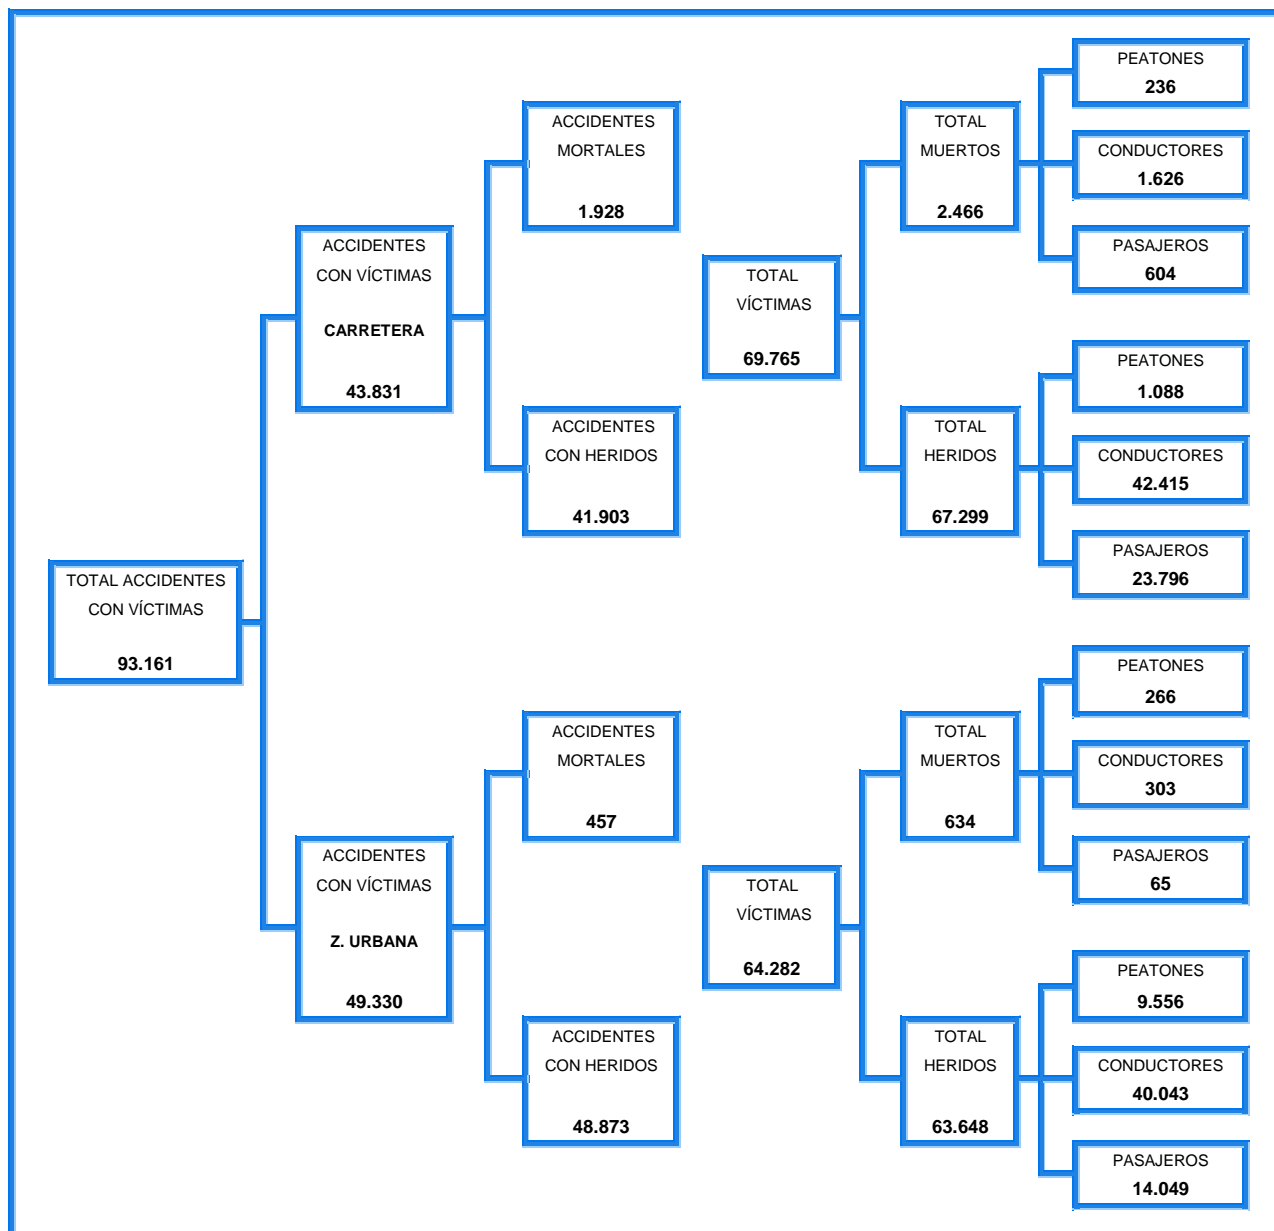 TOTAL ACCIDENTES
CON VÍCTIMAS
93.161
ACCIDENTES
CON VÍCTIMAS
CARRETERA
43.831
ACCIDENTES
MORTALES
1.928
ACCIDENTES
CON HERIDOS
41.903
TOTAL
VÍCTIMAS
69.765
TOTAL
MUERTOS
2.466
PEATONES
236
CONDUCTORES
1.626
PASAJEROS
604
TOTAL
HERIDOS
67.299
PEATONES
1.088
CONDUCTORES
42.415
PASAJEROS
23.796
ACCIDENTES
CON VÍCTIMAS
Z. URBANA
49.330
ACCIDENTES
MORTALES
457
ACCIDENTES
CON HERIDOS
48.873
TOTAL
VÍCTIMAS
64.282
TOTAL
MUERTOS
634
PEATONES
266
CONDUCTORES
303
PASAJEROS
65
TOTAL
HERIDOS
63.648
PEATONES
9.556
CONDUCTORES
40.043
PASAJEROS
14.049